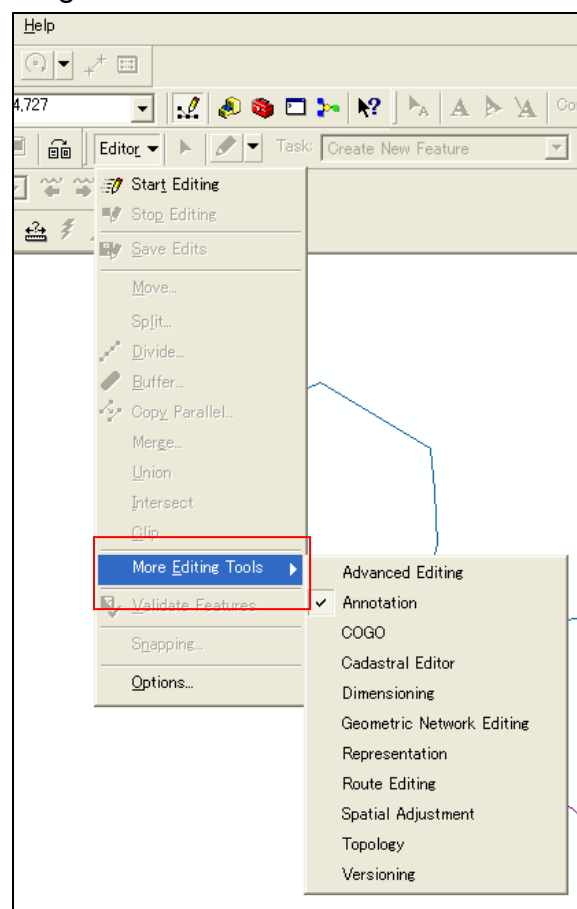 Help
4,727
Editor
Task:
Create New Feature
Start Editing
Stop Editing
Save Edits
Move...
Split...
Divide...
Buffer...
Copy Parallel...
Merge...
Union
Intersect
Clip...
More Editing Tools
Validate Features
Snapping...
Options...
Advanced Editing
Annotation
COGO
Cadastral Editor
Dimensioning
Geometric Network Editing
Representation
Route Editing
Spatial Adjustment
Topology
Versioning